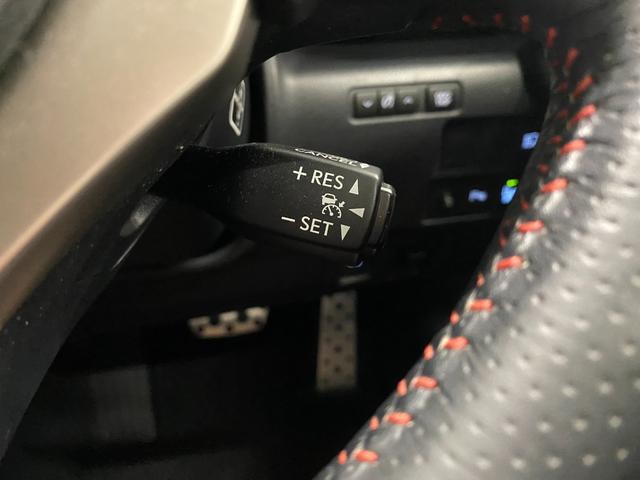 CANCEL
+ RES ▲
− SET ▼